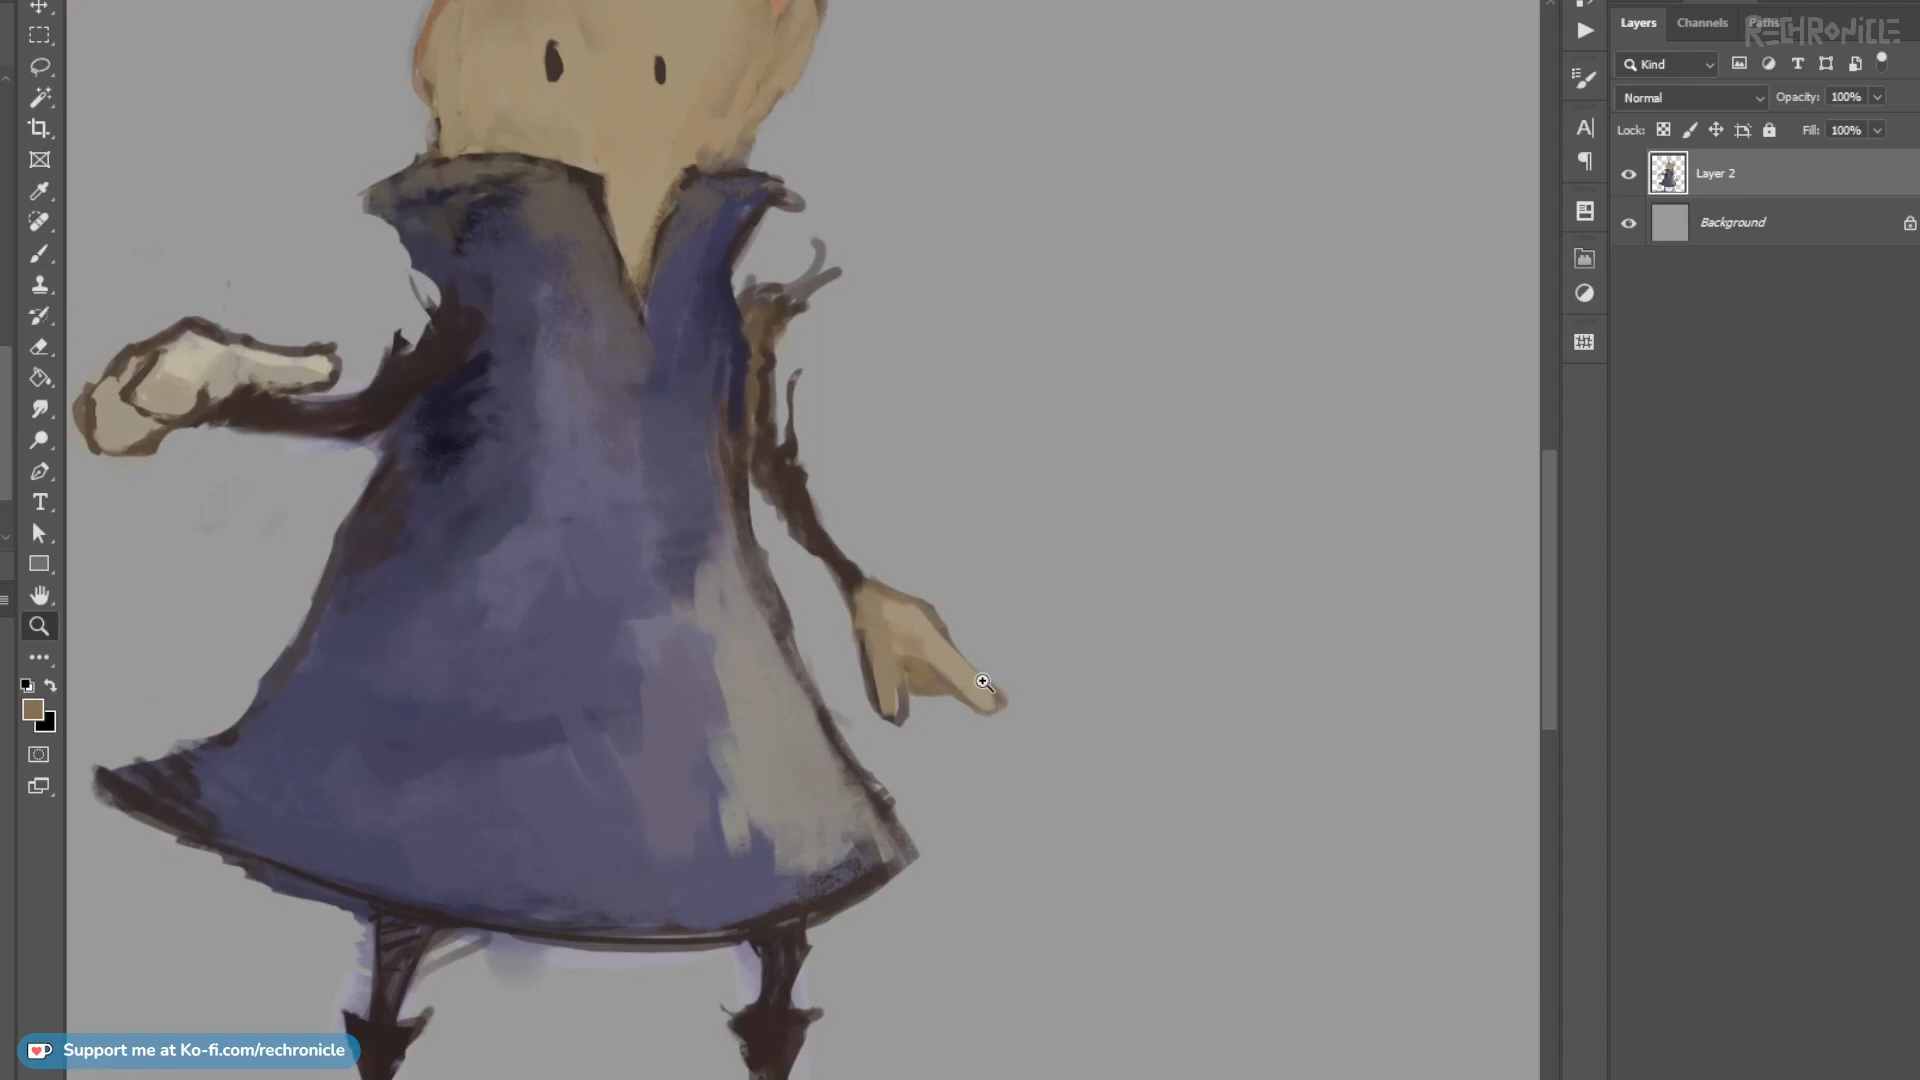 Layers Channels Paths
RECHRONICLE
Kind
Normal Opacity: 100%
Lock: Fill: 100%
Layer 2
Background
Support me at Ko-fi.com/rechronicle